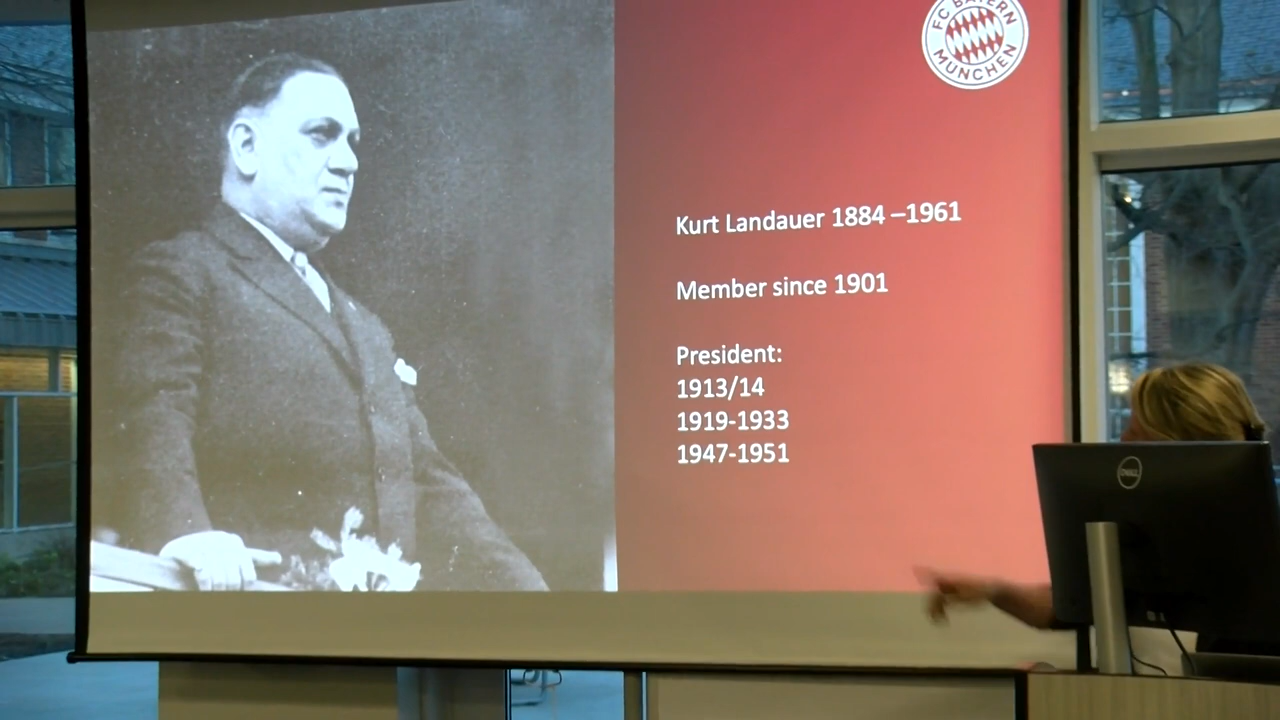 FC BAYERN
MÜNCHEN
Kurt Landauer 1884 –1961
Member since 1901
President:
1913/14
1919-1933
1947-1951
DELL